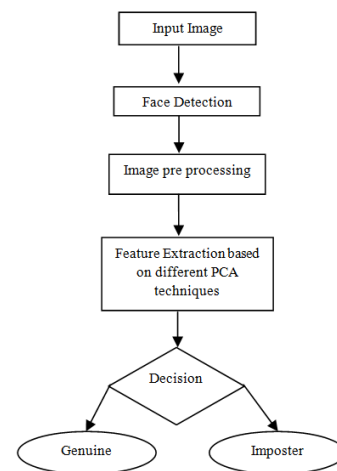 Input Image
Face Detection
Image pre processing
Feature Extraction based
on different PCA
techniques
Decision
Genuine
Imposter